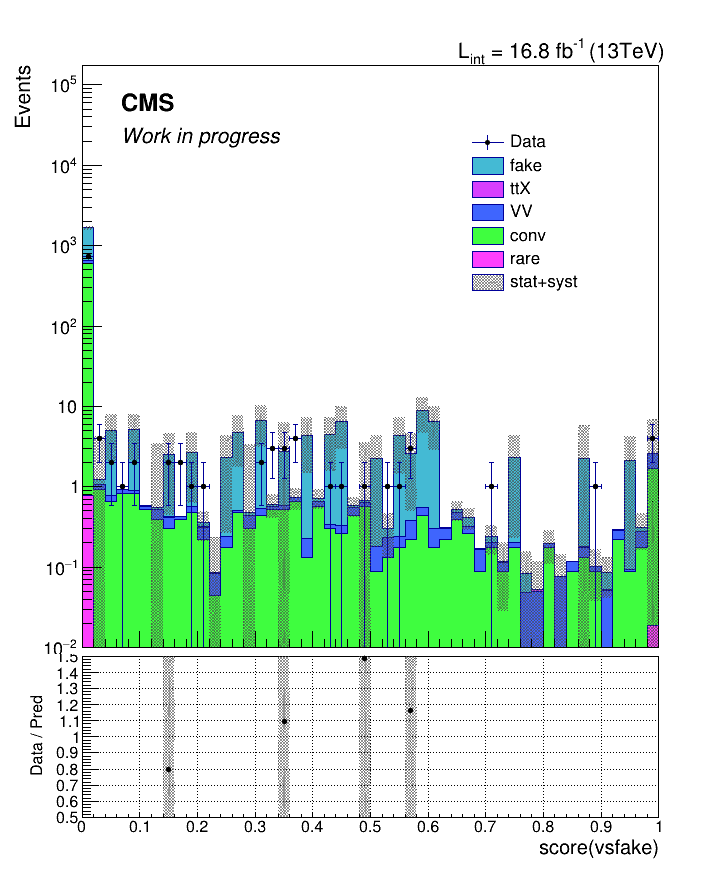 L_int = 16.8 fb^-1 (13TeV)
Events
CMS
Work in progress
Data
fake
ttX
VV
conv
rare
stat+syst
10^5
10^4
10^3
10^2
10
1
10^−1
10^−2
Data / Pred
1.5
1.4
1.3
1.2
1.1
1
0.9
0.8
0.7
0.6
0.5
0 0.1 0.2 0.3 0.4 0.5 0.6 0.7 0.8 0.9 1
score(vsfake)